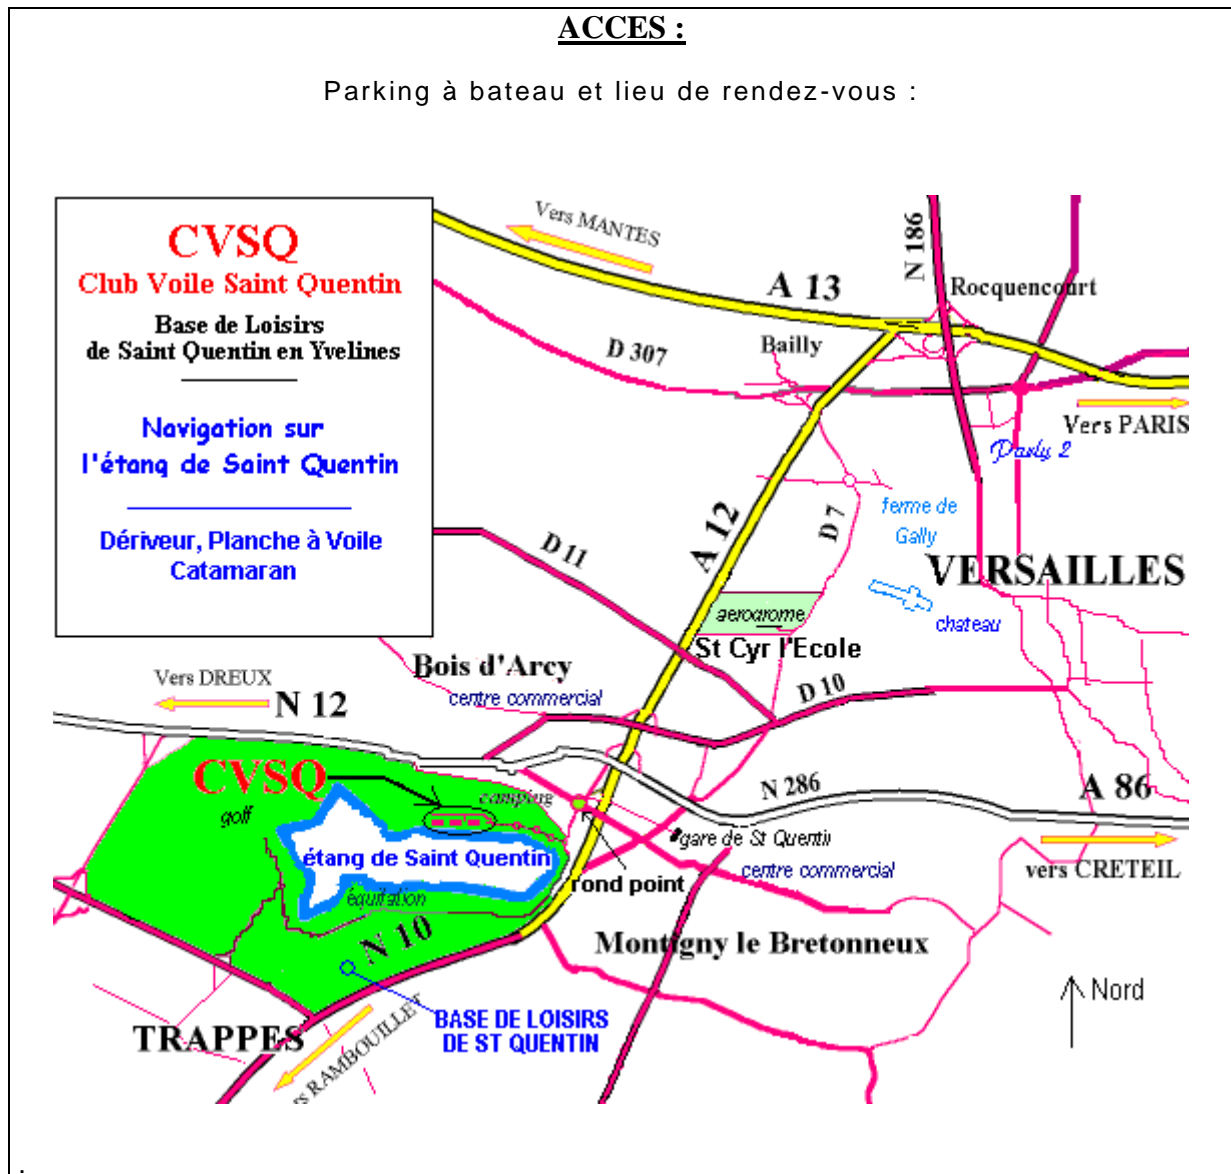 ACCES :
Parking à bateau et lieu de rendez-vous :
CVSQ
Club Voile Saint Quentin
Base de Loisirs
de Saint Quentin en Yvelines
Navigation sur
l'étang de Saint Quentin
Dériveur, Planche à Voile
Catamaran
Vers MANTES
A 13
N 186
Rocquencourt
Bailly
D 307
Vers PARIS
Parly 2
A 12
D 7
ferme de
Gally
VERSAILLES
D 11
aerodrome
chateau
St Cyr l'Ecole
Bois d'Arcy
centre commercial
D 10
Vers DREUX
N 12
CVSQ
camping
golf
N 286
A 86
gare de St Quentin
étang de Saint Quentin
centre commercial
vers CRETEIL
rond point
équitation
N 10
Montigny le Bretonneux
Nord
BASE DE LOISIRS
DE ST QUENTIN
TRAPPES
rs RAMBOUILLET
.